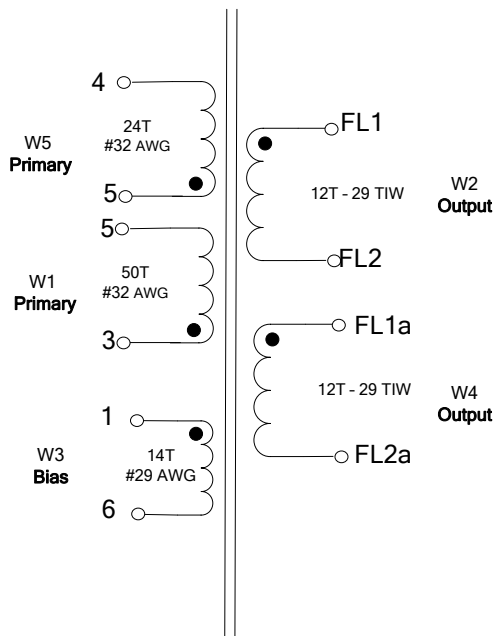 4
24T
#32 AWG
W5
Primary
5
5
50T
#32 AWG
W1
Primary
3
1
14T
#29 AWG
W3
Bias
6
FL1
12T - 29 TIW
W2
Output
FL2
FL1a
12T - 29 TIW
W4
Output
FL2a